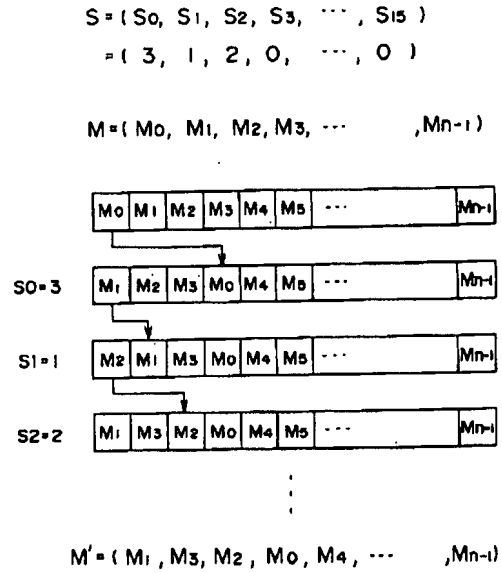 S=(S0, S1, S2, S3, ···, S15)
=(3, 1, 2, 0, ···, 0)
M=(M0, M1, M2, M3, ··· ,Mn-1)
M0 M1 M2 M3 M4 M5 ··· Mn-1
S0=3 M1 M2 M3 M0 M4 M5 ··· Mn-1
S1=1 M2 M1 M3 M0 M4 M5 ··· Mn-1
S2=2 M1 M3 M2 M0 M4 M5 ··· Mn-1
M'=(M1, M3, M2, M0, M4, ··· ,Mn-1)